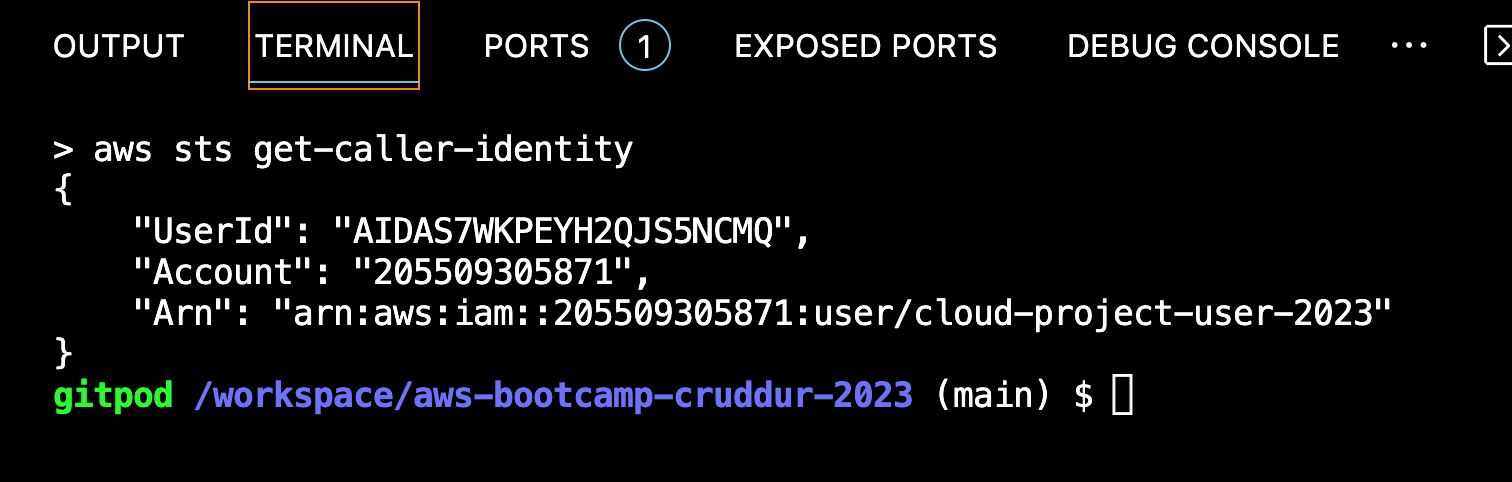 OUTPUT TERMINAL PORTS 1 EXPOSED PORTS DEBUG CONSOLE ···
> aws sts get-caller-identity
{
    "UserId": "AIDAS7WKPEYH2QJS5NCMQ",
    "Account": "205509305871",
    "Arn": "arn:aws:iam::205509305871:user/cloud-project-user-2023"
}
gitpod /workspace/aws-bootcamp-cruddur-2023 (main) $